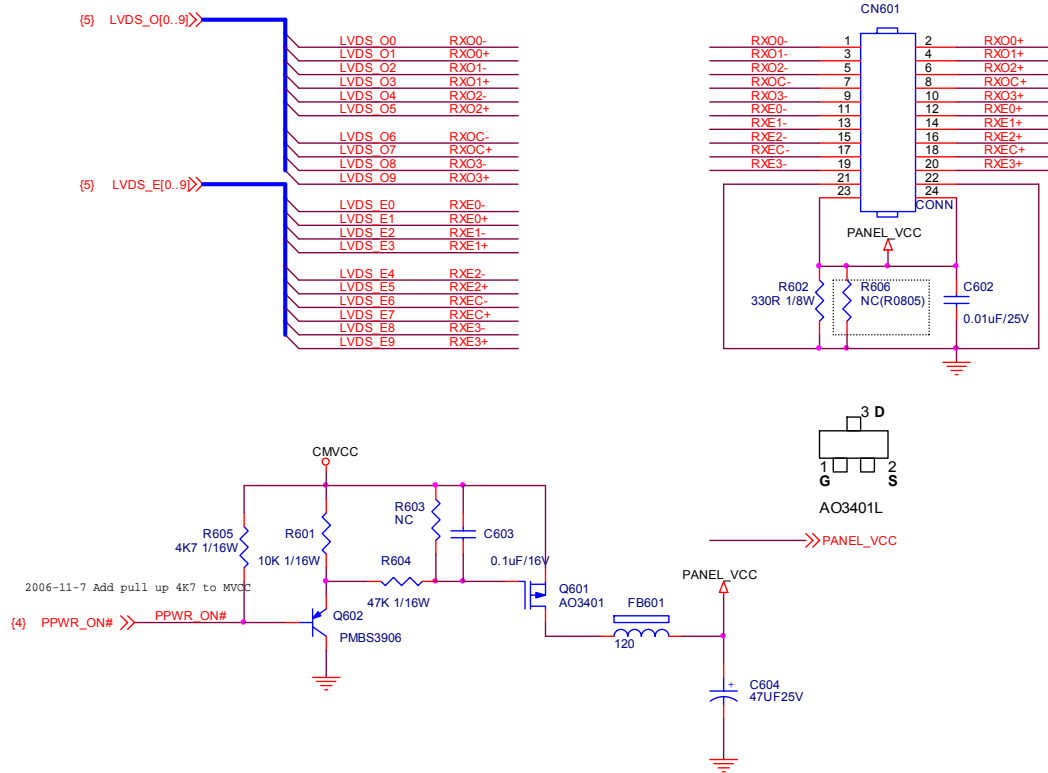 {5} LVDS_O[0..9]
LVDS_O0 RXO0-
LVDS_O1 RXO0+
LVDS_O2 RXO1-
LVDS_O3 RXO1+
LVDS_O4 RXO2-
LVDS_O5 RXO2+
LVDS_O6 RXOC-
LVDS_O7 RXOC+
LVDS_O8 RXO3-
LVDS_O9 RXO3+
{5} LVDS_E[0..9]
LVDS_E0 RXE0-
LVDS_E1 RXE0+
LVDS_E2 RXE1-
LVDS_E3 RXE1+
LVDS_E4 RXE2-
LVDS_E5 RXE2+
LVDS_E6 RXEC-
LVDS_E7 RXEC+
LVDS_E8 RXE3-
LVDS_E9 RXE3+
CN601
RXO0- 1 2 RXO0+
RXO1- 3 4 RXO1+
RXO2- 5 6 RXO2+
RXOC- 7 8 RXOC+
RXO3- 9 10 RXO3+
RXE0- 11 12 RXE0+
RXE1- 13 14 RXE1+
RXE2- 15 16 RXE2+
RXEC- 17 18 RXEC+
RXE3- 19 20 RXE3+
21 22
23 24
CONN
PANEL_VCC
R602
330R 1/8W
R606
NC(R0805)
C602
0.01uF/25V
3 D
1 2
G S
AO3401L
PANEL_VCC
CMVCC
R605
4K7 1/16W
R601
10K 1/16W
R603
NC
C603
0.1uF/16V
R604
47K 1/16W
2006-11-7 Add pull up 4K7 to MVCC
{4} PPWR_ON# PPWR_ON#
Q602
PMBS3906
Q601
AO3401
FB601
120
PANEL_VCC
+
C604
47UF25V